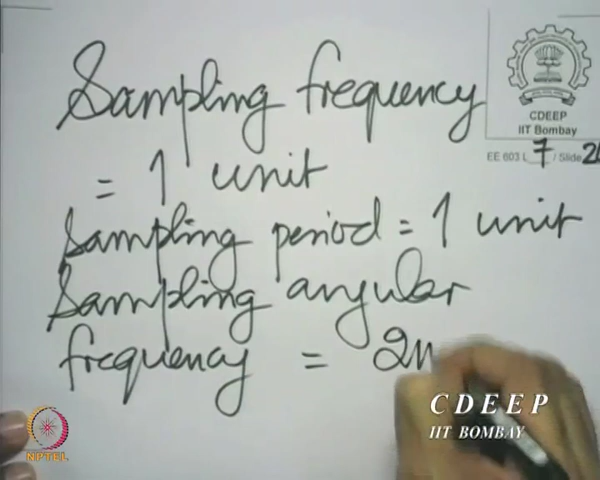 Sampling frequency
= 1 unit
Sampling period = 1 unit
Sampling angular
frequency = 2π
CDEEP
IIT Bombay
EE 603 L 7 / Slide 20
CDEEP
IIT BOMBAY
NPTEL